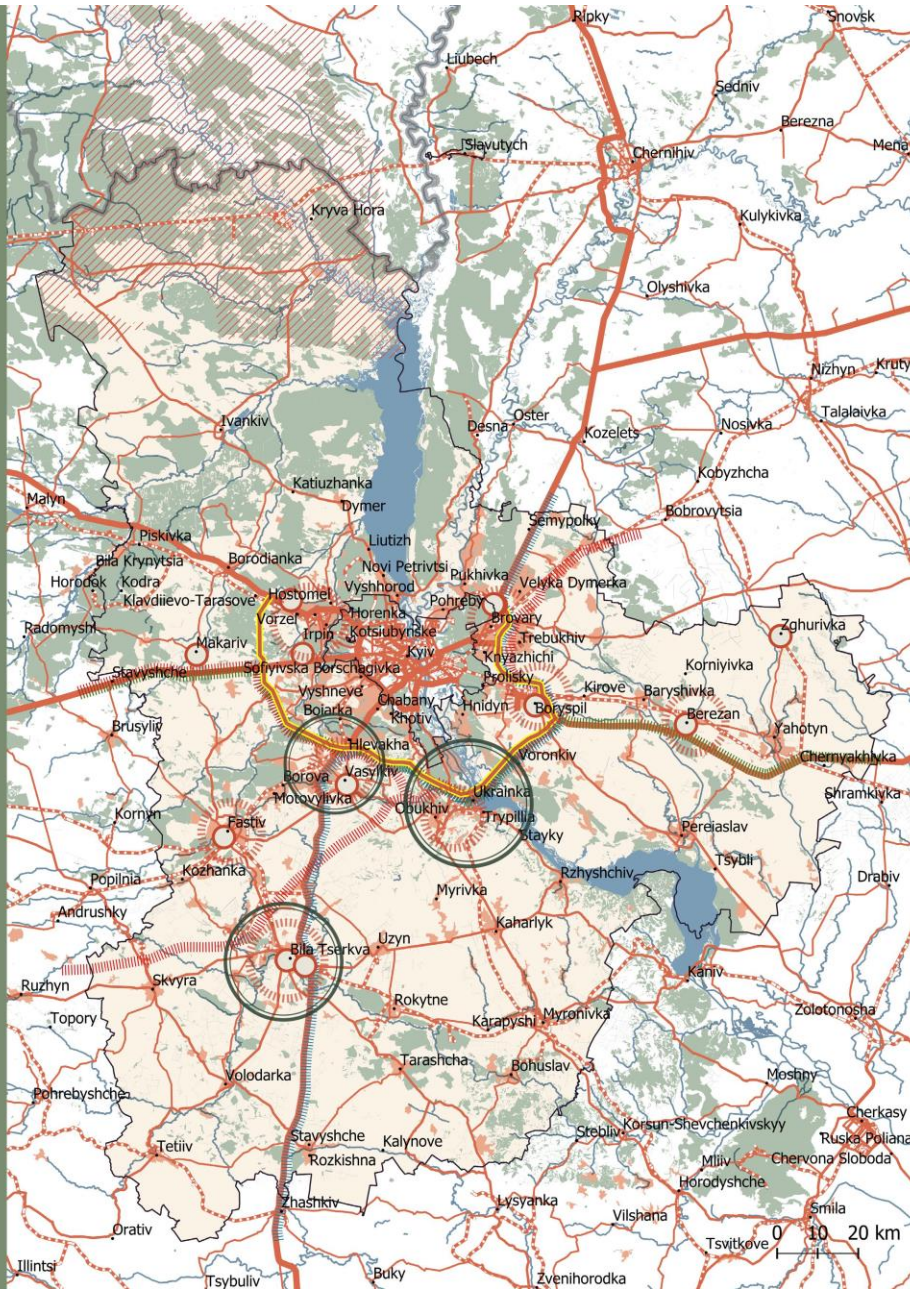 Ripky
Snovsk
Liubech
Sedniv
Berezna
Mena
Slavutych
Chernihiv
Kryva Hora
Kulykivka
Olyshivka
Nizhyn
Kruty
Ivankiv
Desna
Oster
Kozelets
Nosivka
Talalaivka
Kobyzhcha
Katiuzhanka
Dymer
Malyn
Semypolky
Bobrovytsia
Piskivka
Liutizh
Bila Krynytsia
Borodianka
Novi Petrivtsi
Pukhivka
Velyka Dymerka
Horodok
Kodra
Klavdiievo-Tarasove
Hostomel
Vyshhorod
Pohreby
Vorzel
Horenka
Brovary
Radomyshl
Makariv
Irpin
Kotsiubynske
Trebukhiv
Zghurivka
Kyiv
Knyazhichi
Stavyshche
Sofiyivska Borschagivka
Korniyivka
Prolisky
Vyshneve
Kirove
Baryshivka
Chabany
Hnidyn
Boryspil
Brusyliv
Boiarka
Khotiv
Berezan
Yahotyn
Hlevakha
Voronkiv
Chernyakhivka
Borova
Vasylkiv
Motovylivka
Ukrainka
Shramkivka
Kornyn
Obukhiv
Trypillia
Fastiv
Stayky
Pereiaslav
Kozhanka
Tsybli
Popilnia
Myrivka
Rzhyshchiv
Drabiv
Andrushky
Kaharlyk
Bila Tserkva
Uzyn
Kaniv
Ruzhyn
Skvyra
Rokytne
Zolotonosha
Topory
Karapyshi
Myronivka
Tarashcha
Bohuslav
Volodarka
Moshny
Pohrebyshche
Cherkasy
Korsun-Shevchenkivskyy
Stebliv
Ruska Poliana
Stavyshche
Kalynove
Tetiiv
Rozkishna
Mliiv
Chervona Sloboda
Horodyshche
Zhashkiv
Lysyanka
Smila
Vilshana
Orativ
Tsvitkove
0 10 20 km
Illintsi
Tsybuliv
Buky
Zvenihorodka